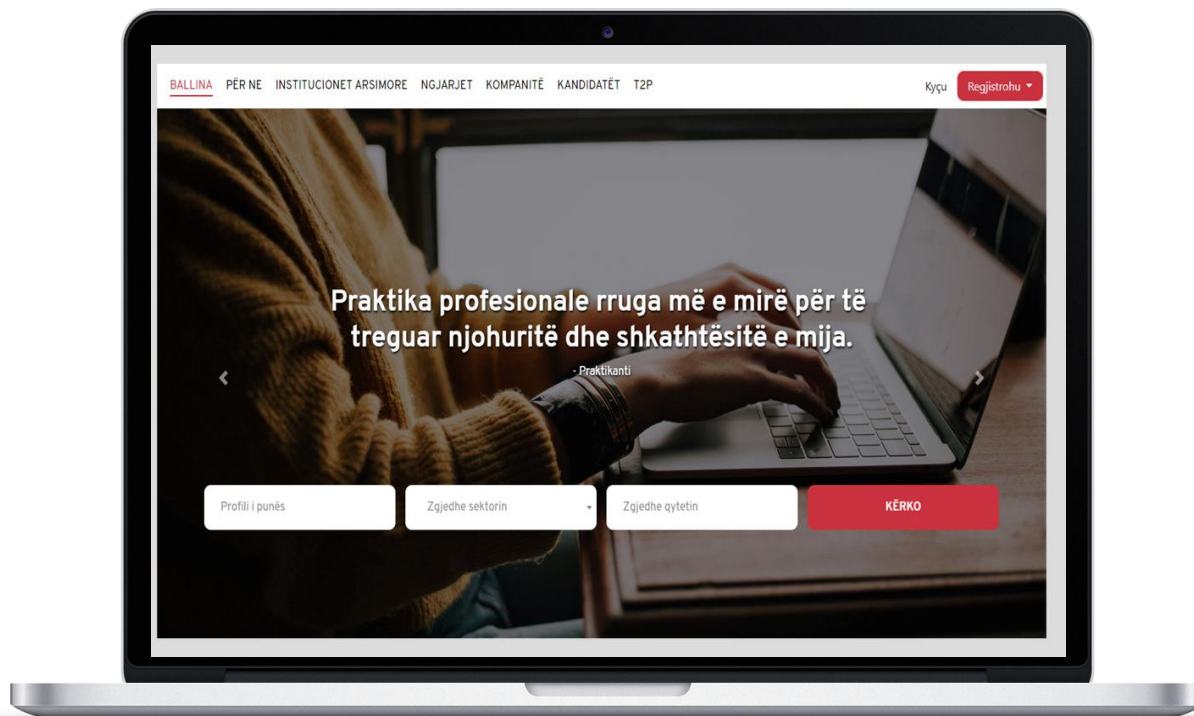 BALLINA PËR NE INSTITUCIONET ARSIMORE NGJARJET KOMPANITË KANDIDATËT T2P Kyçu Regjistrohu
Praktika profesionale rruga më e mirë për të
treguar njohuritë dhe shkathtësitë e mija.
- Praktikanti
Profili i punës Zgjedhe sektorin Zgjedhe qytetin KËRKO